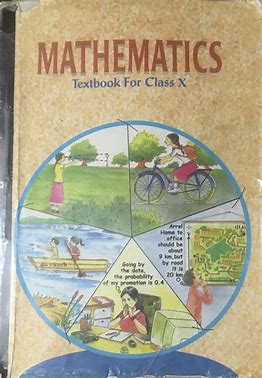 MATHEMATICS
Textbook For Class X
Arre!
Home to
office
should be
about
9 km, but
by road
it is
20 km
Going by
the data,
the probability
of my promotion is 0.4